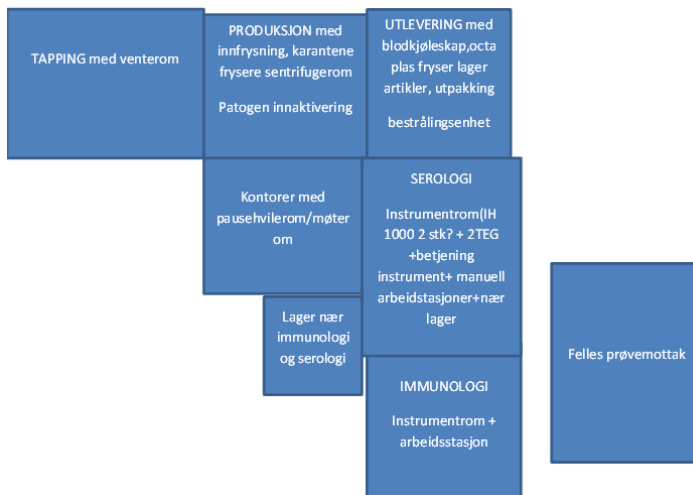 TAPPING med venterom
PRODUKSJON med
innfrysning, karantene
frysere sentrifugerom
Patogen innaktivering
UTLEVERING med
blodkjøleskap,octa
plas fryser lager
artikler, utpakking
bestrålingsenhet
Kontorer med
pausehvilerom/møter
om
SEROLOGI
Instrumentrom(IH
1000 2 stk? + 2TEG
+betjening
instrument+ manuell
arbeidstasjoner+nær
lager
Lager nær
immunologi
og serologi
IMMUNOLOGI
Instrumentrom +
arbeidsstasjon
Felles prøvemottak